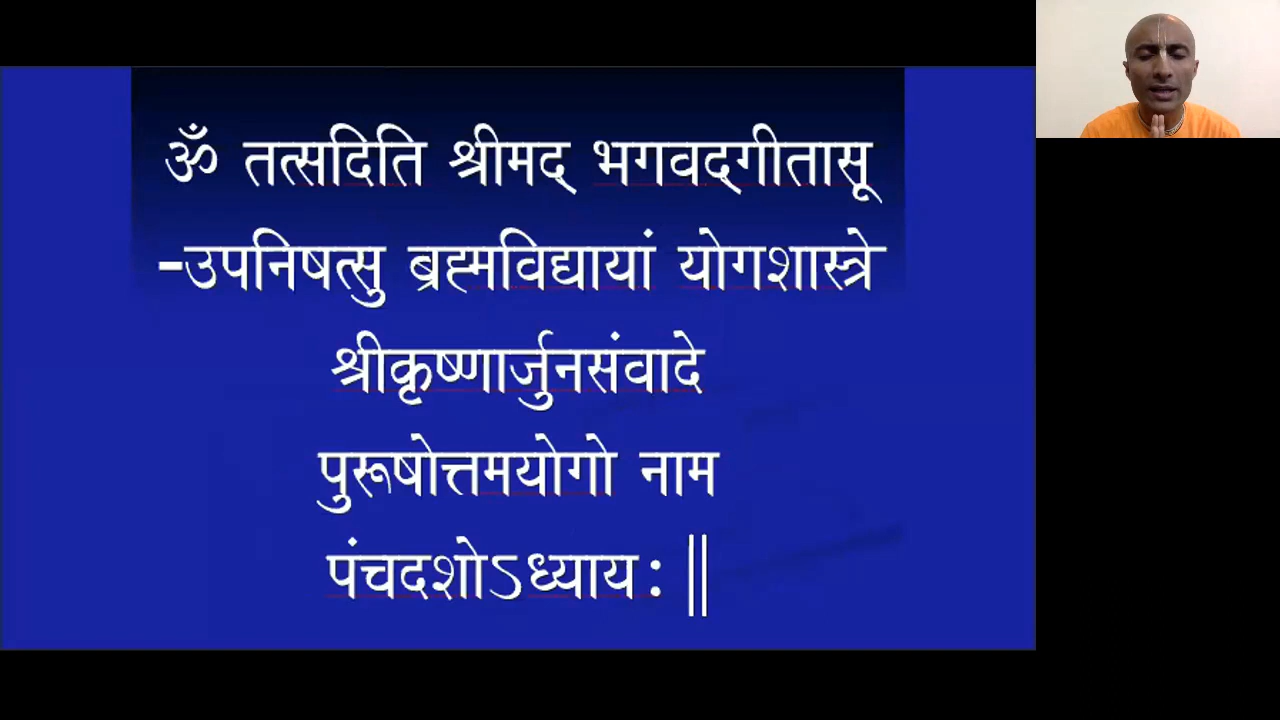 ॐ तत्सदिति श्रीमद् भगवद्‌गीतासू
-उपनिषत्सु ब्रह्मविद्यायां योगशास्त्रे
श्रीकृष्णार्जुनसंवादे
पुरूषोत्तमयोगो नाम
पंचदशोऽध्याय: ||